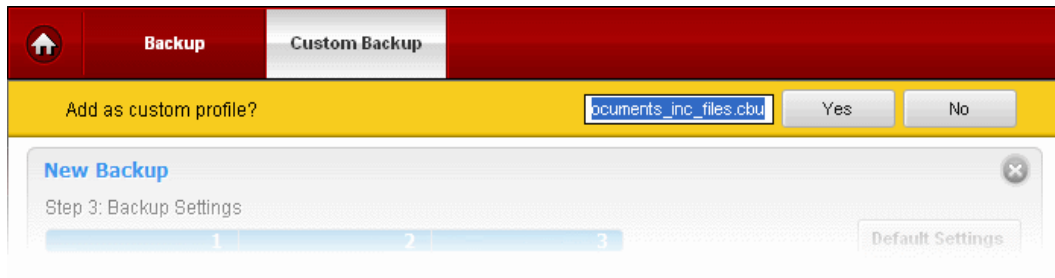 Backup
Custom Backup
Add as custom profile?
ocuments_inc_files.cbu
Yes
No
New Backup
Step 3: Backup Settings
1 2 3
Default Settings